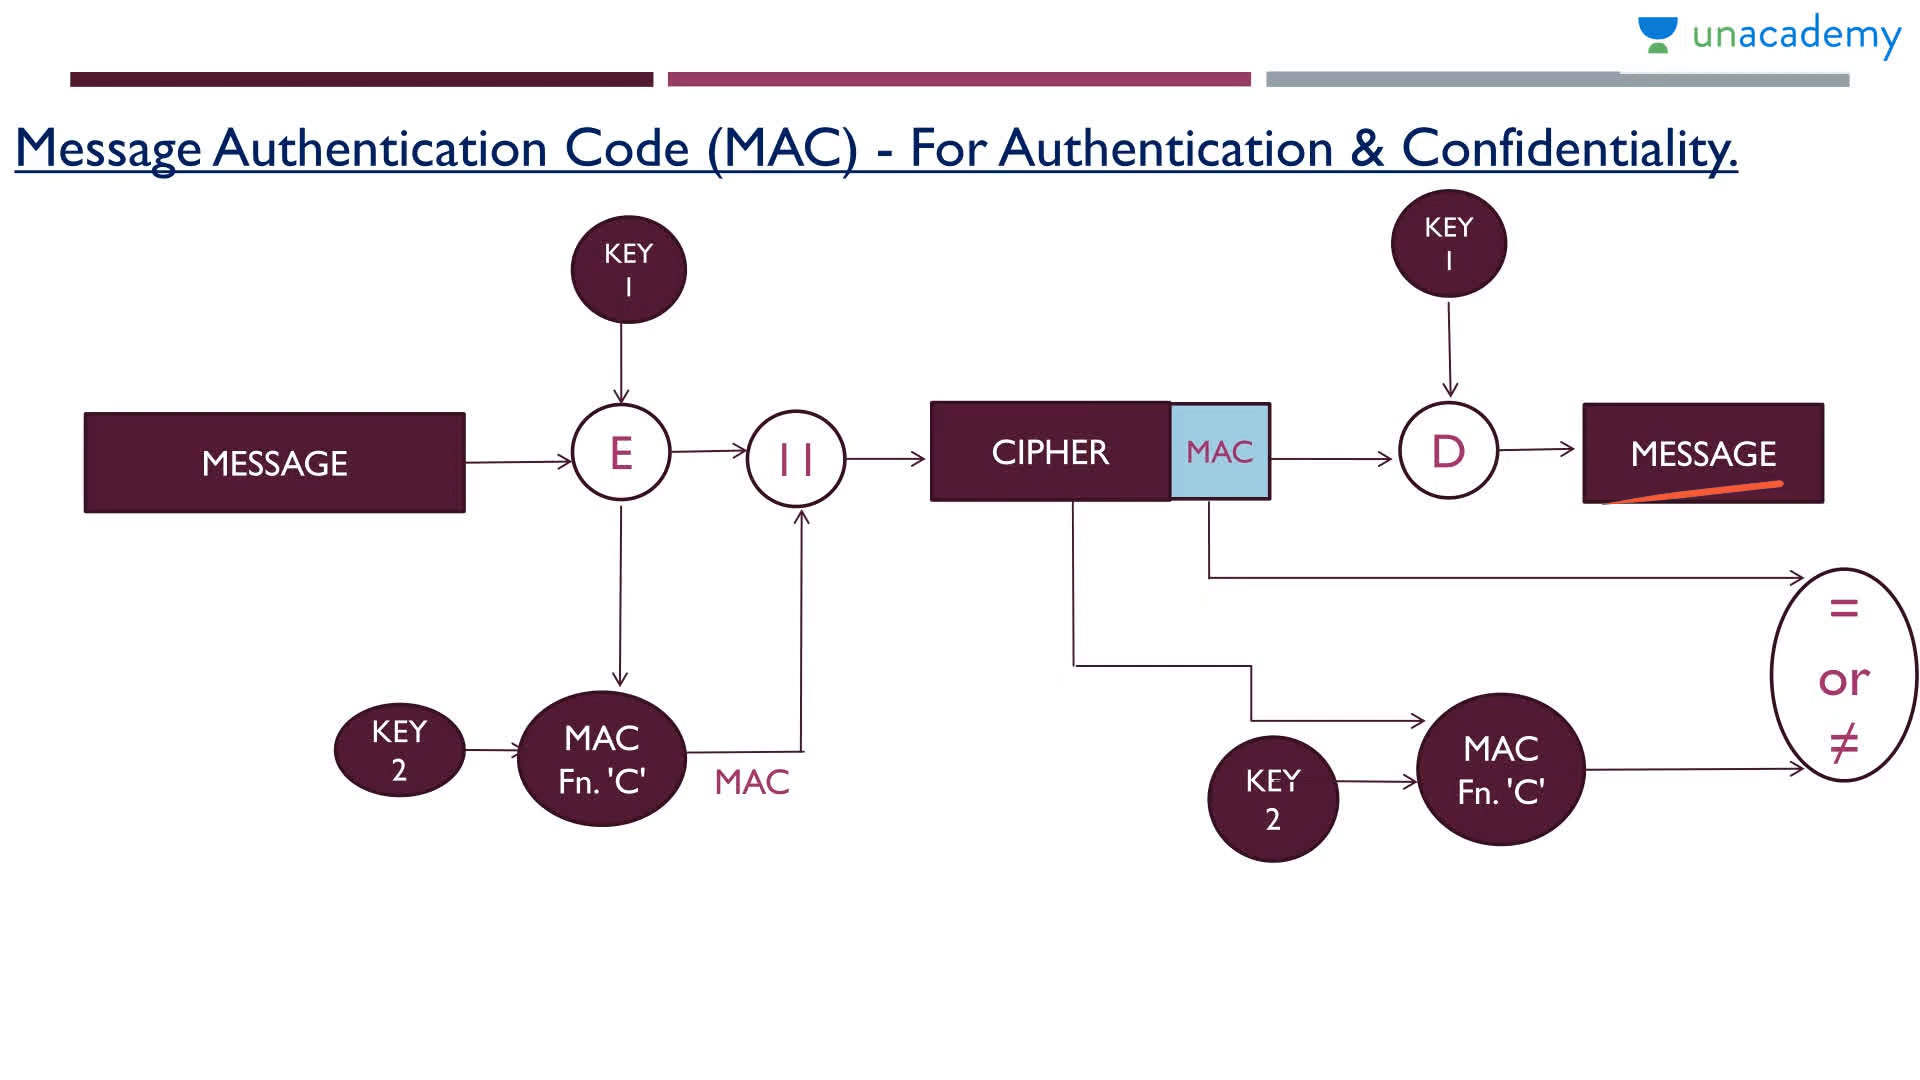 unacademy
Message Authentication Code (MAC) - For Authentication & Confidentiality.
KEY
1
KEY
1
MESSAGE
E
||
CIPHER
MAC
D
MESSAGE
=
or
≠
KEY
2
MAC
Fn. 'C'
MAC
KEY
2
MAC
Fn. 'C'